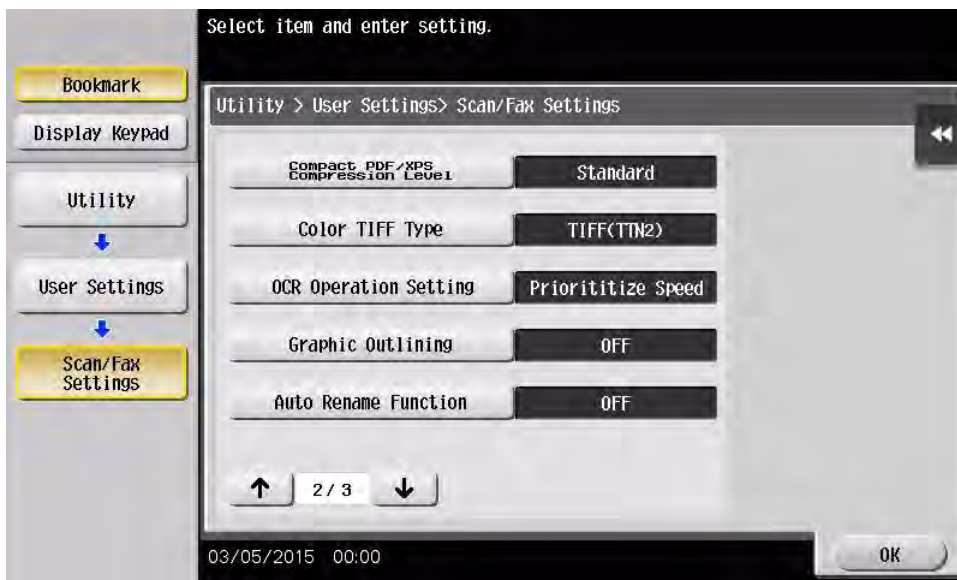 Select item and enter setting.
Bookmark
Display Keypad
Utility
User Settings
Scan/Fax
Settings
Utility > User Settings> Scan/Fax Settings
Compact PDF/XPS
Compression Level
Standard
Color TIFF Type
TIFF(TTN2)
OCR Operation Setting
Priorititize Speed
Graphic Outlining
OFF
Auto Rename Function
OFF
2/ 3
03/05/2015 00:00
OK